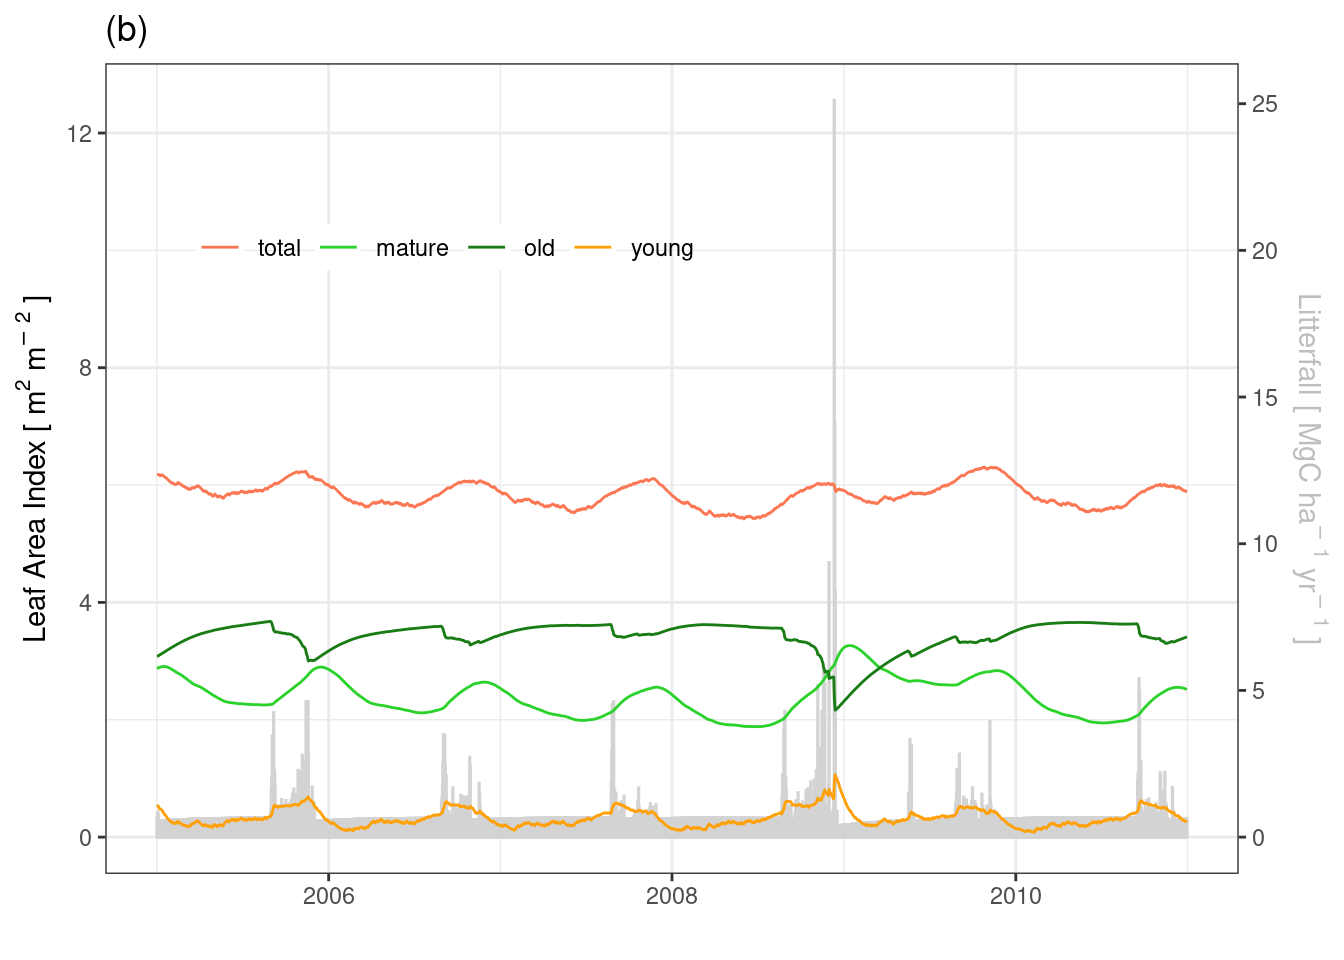 (b)
12
8
4
0
Leaf Area Index [ m² m⁻² ]
total mature old young
25
20
15
10
5
0
Litterfall [ MgC ha⁻¹ yr⁻¹ ]
2006 2008 2010